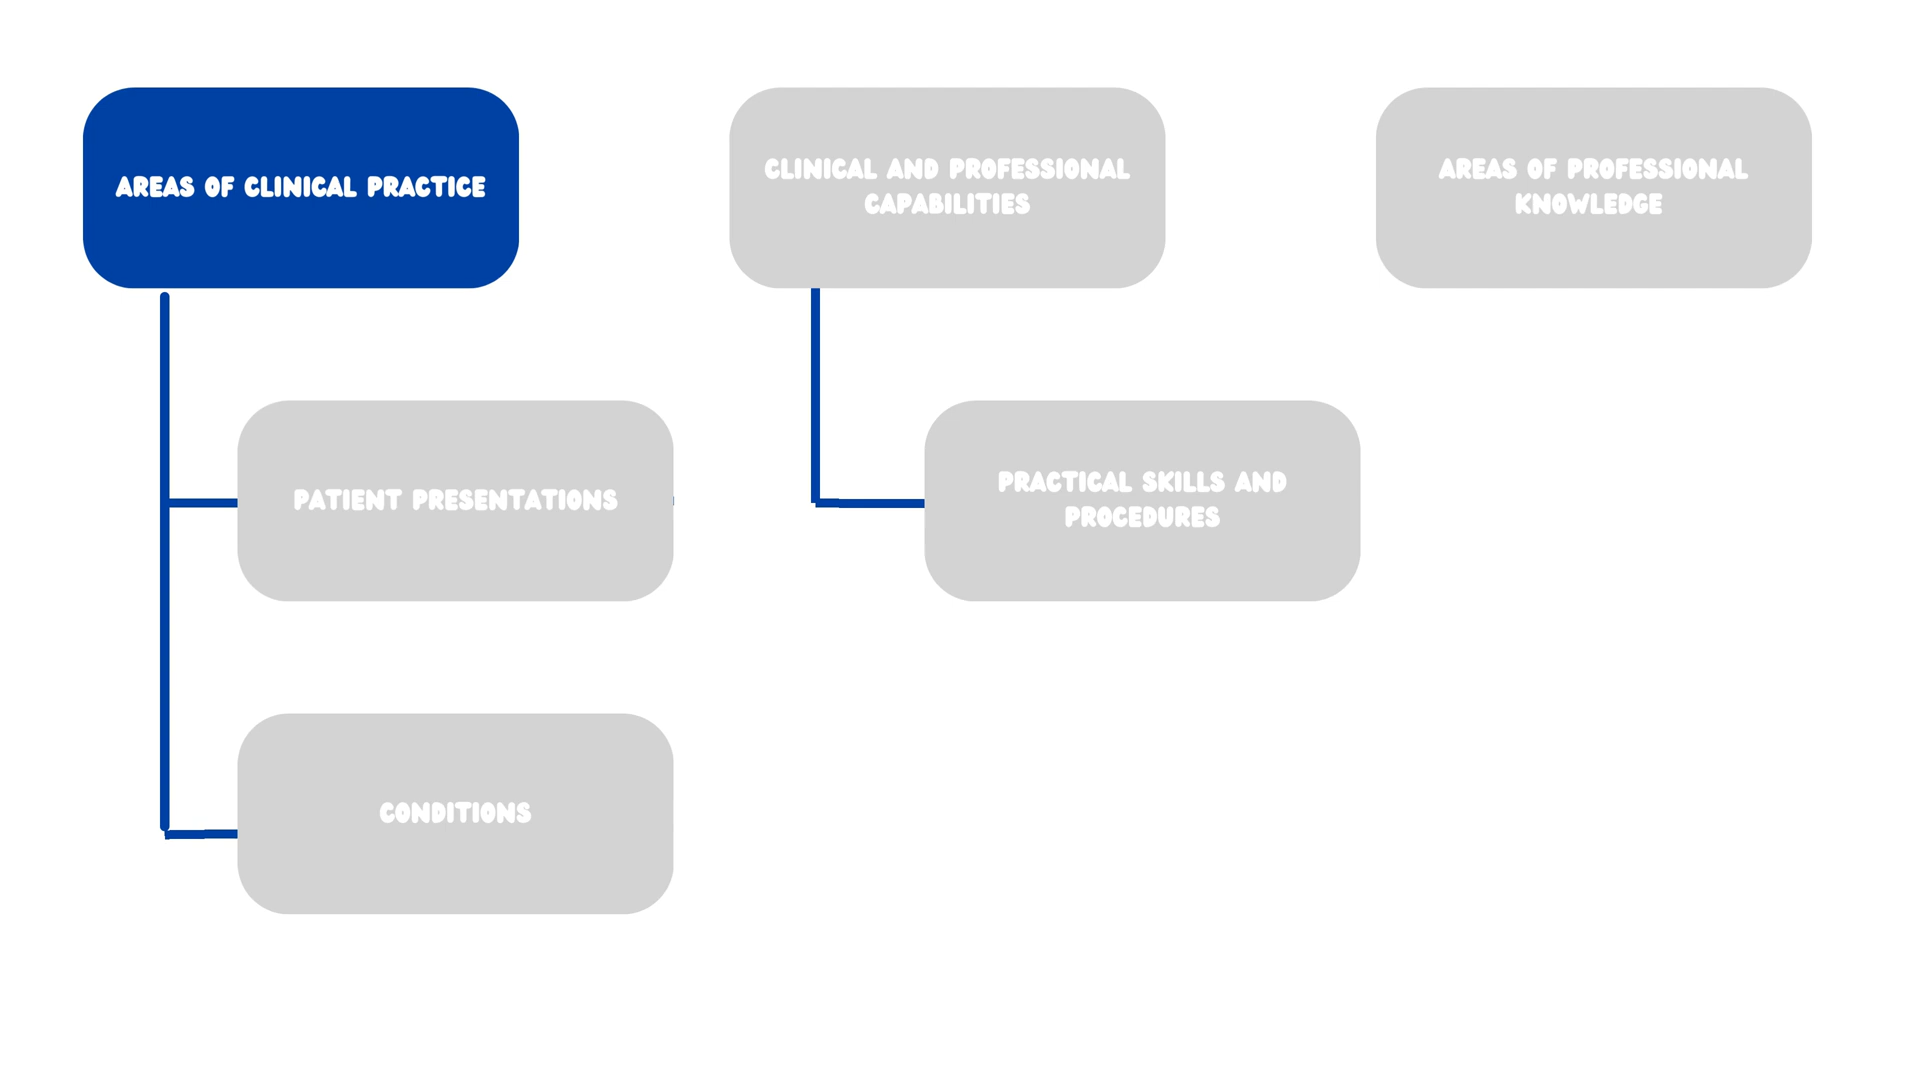 AREAS OF CLINICAL PRACTICE
CLINICAL AND PROFESSIONAL
CAPABILITIES
AREAS OF PROFESSIONAL
KNOWLEDGE
PATIENT PRESENTATIONS
PRACTICAL SKILLS AND
PROCEDURES
CONDITIONS